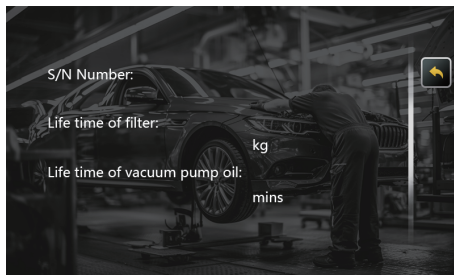 S/N Number:
Life time of filter:
kg
Life time of vacuum pump oil:
mins